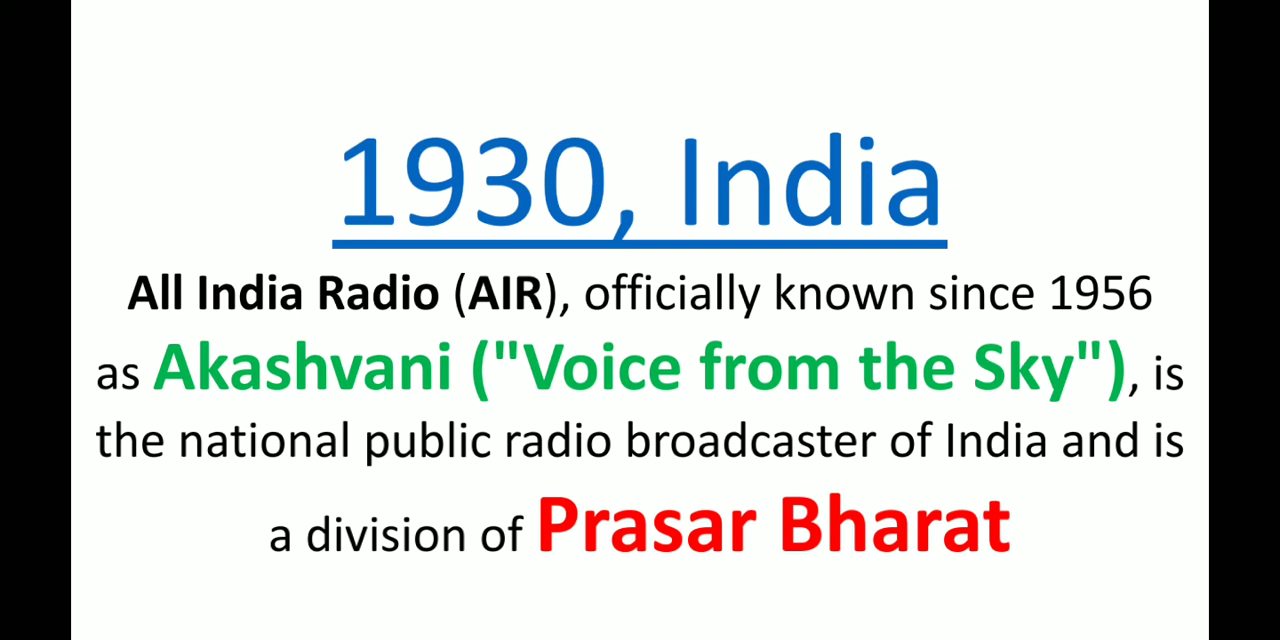 1930, India
All India Radio (AIR), officially known since 1956
as Akashvani ("Voice from the Sky"), is
the national public radio broadcaster of India and is
a division of Prasar Bharat